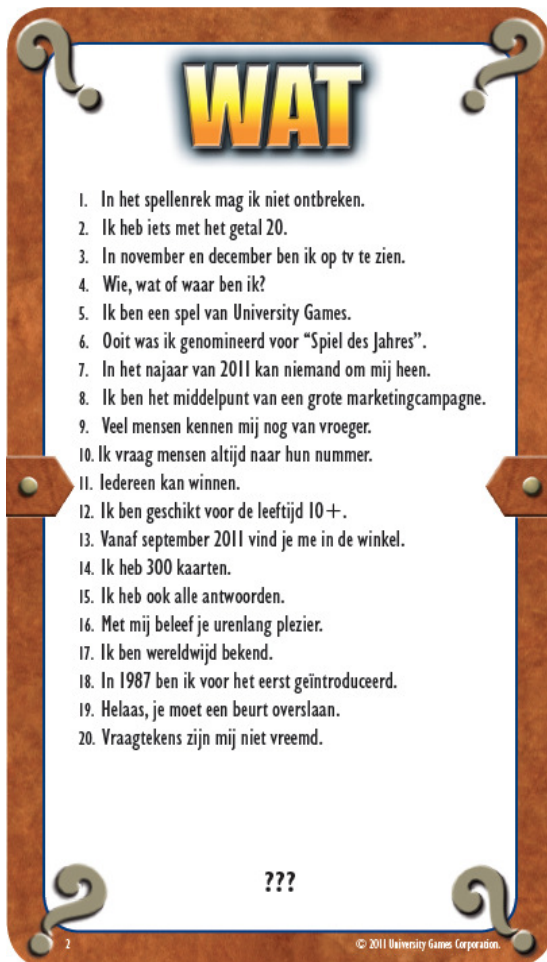 WAT
1. In het spellenrek mag ik niet ontbreken.
2. Ik heb iets met het getal 20.
3. In november en december ben ik op tv te zien.
4. Wie, wat of waar ben ik?
5. Ik ben een spel van University Games.
6. Ooit was ik genomineerd voor “Spiel des Jahres”.
7. In het najaar van 2011 kan niemand om mij heen.
8. Ik ben het middelpunt van een grote marketingcampagne.
9. Veel mensen kennen mij nog van vroeger.
10. Ik vraag mensen altijd naar hun nummer.
11. Iedereen kan winnen.
12. Ik ben geschikt voor de leeftijd 10+.
13. Vanaf september 2011 vind je me in de winkel.
14. Ik heb 300 kaarten.
15. Ik heb ook alle antwoorden.
16. Met mij beleef je urenlang plezier.
17. Ik ben wereldwijd bekend.
18. In 1987 ben ik voor het eerst geïntroduceerd.
19. Helaas, je moet een beurt overslaan.
20. Vraagtekens zijn mij niet vreemd.
???
2 © 2011 University Games Corporation.